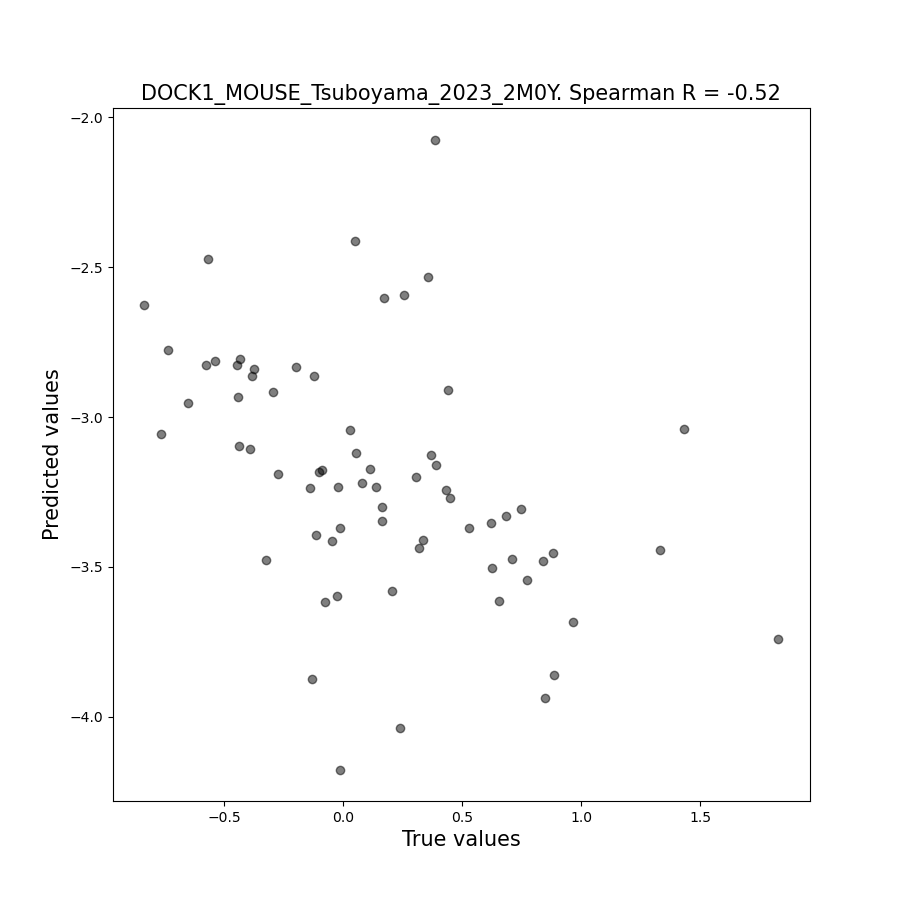 DOCK1_MOUSE_Tsuboyama_2023_2M0Y. Spearman R = -0.52
−2.0
−2.5
−3.0
−3.5
−4.0
Predicted values
−0.5 0.0 0.5 1.0 1.5
True values